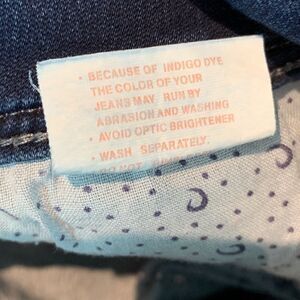 • BECAUSE OF INDIGO DYE
THE COLOR OF YOUR
JEANS MAY RUN BY
ABRASION AND WASHING
• AVOID OPTIC BRIGHTENER
• WASH SEPARATELY.
NOT